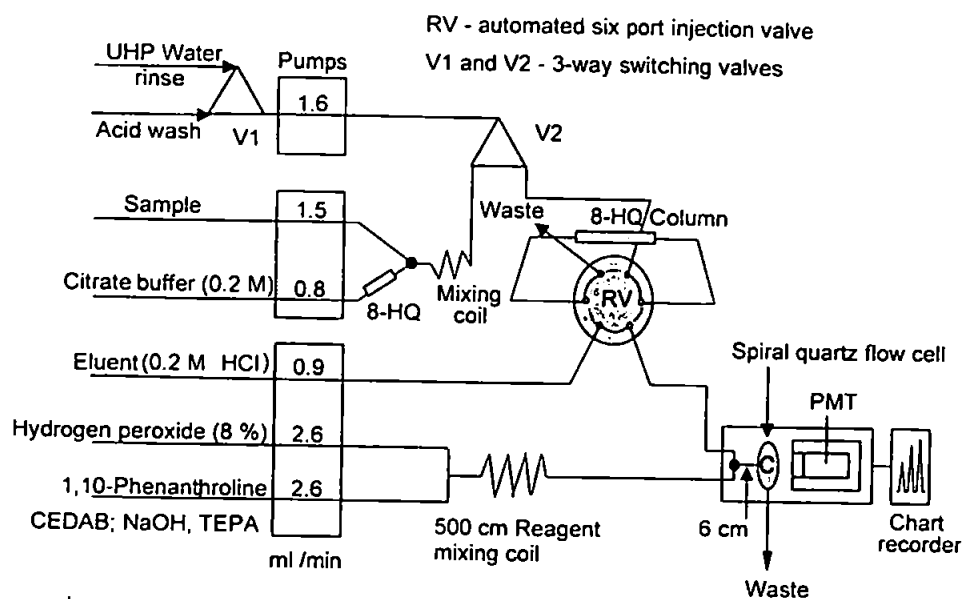 RV - automated six port injection valve
V1 and V2 - 3-way switching valves
UHP Water
rinse
Acid wash
V1
Pumps
1.6
V2
Sample
1.5
Citrate buffer (0.2 M)
0.8
8-HQ
Mixing
coil
Waste
8-HQ Column
RV
Eluent (0.2 M HCl)
0.9
Hydrogen peroxide (8 %)
2.6
1,10-Phenanthroline
2.6
CEDAB; NaOH, TEPA
ml /min
500 cm Reagent
mixing coil
Spiral quartz flow cell
PMT
C
6 cm
Chart
recorder
Waste